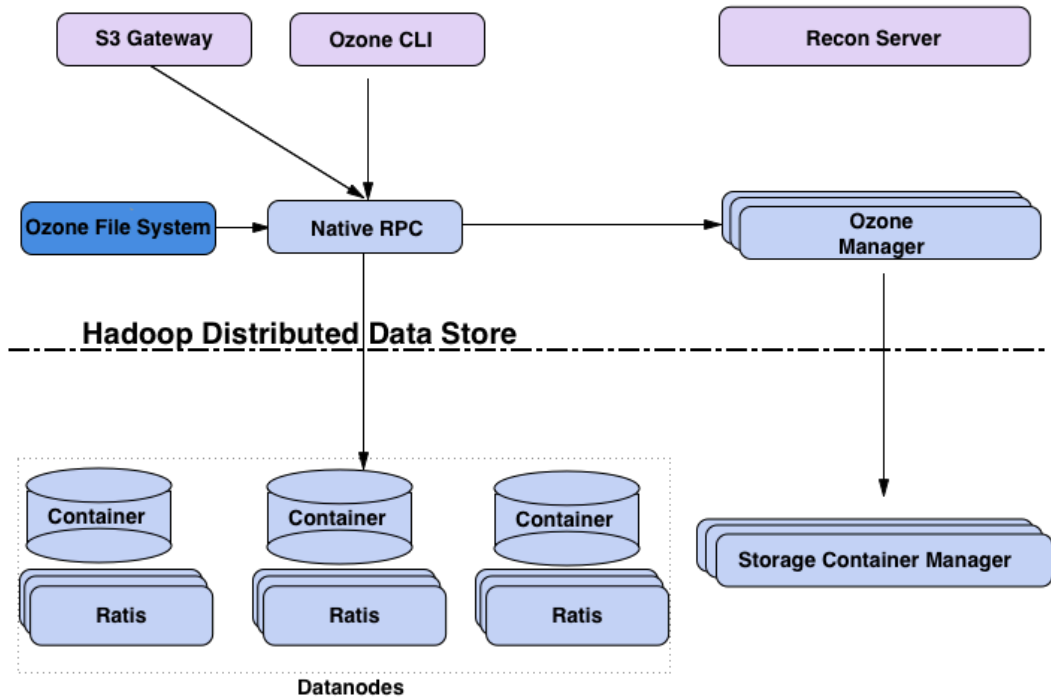 S3 Gateway
Ozone CLI
Recon Server
Ozone File System
Native RPC
Ozone
Manager
Hadoop Distributed Data Store
Container
Container
Container
Storage Container Manager
Ratis
Ratis
Ratis
Datanodes